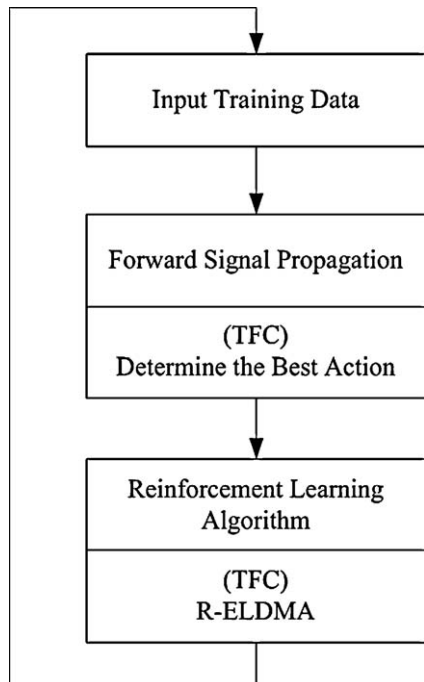 Input Training Data
Forward Signal Propagation
(TFC)
Determine the Best Action
Reinforcement Learning
Algorithm
(TFC)
R-ELDMA